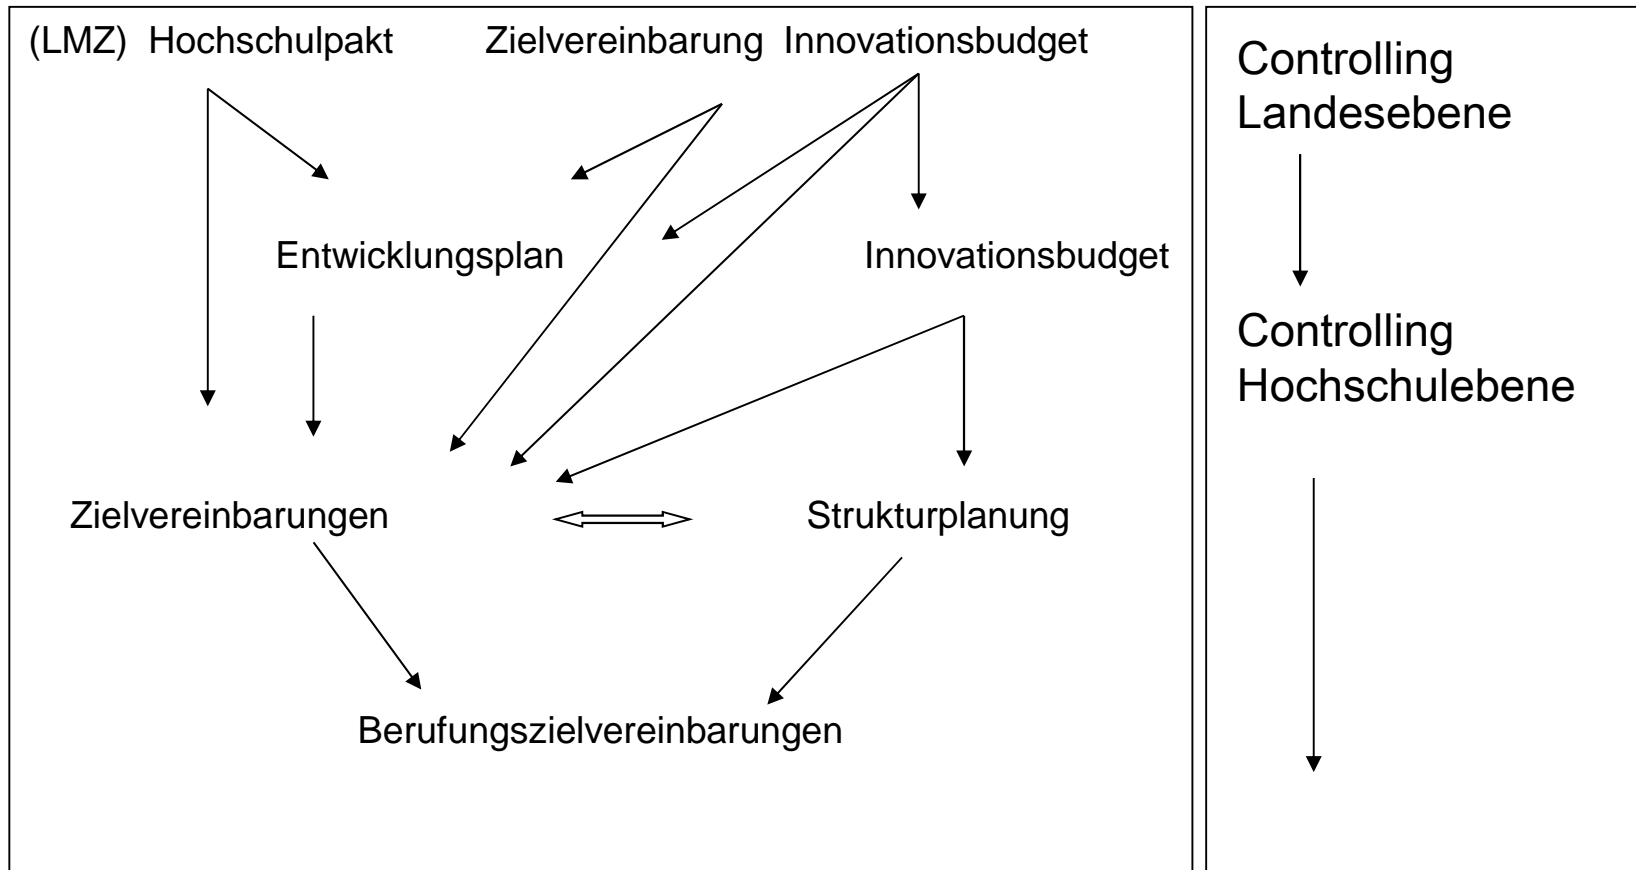 (LMZ) Hochschulpakt Zielvereinbarung Innovationsbudget
Entwicklungsplan Innovationsbudget
Zielvereinbarungen Strukturplanung
Berufungszielvereinbarungen
Controlling
Landesebene
Controlling
Hochschulebene